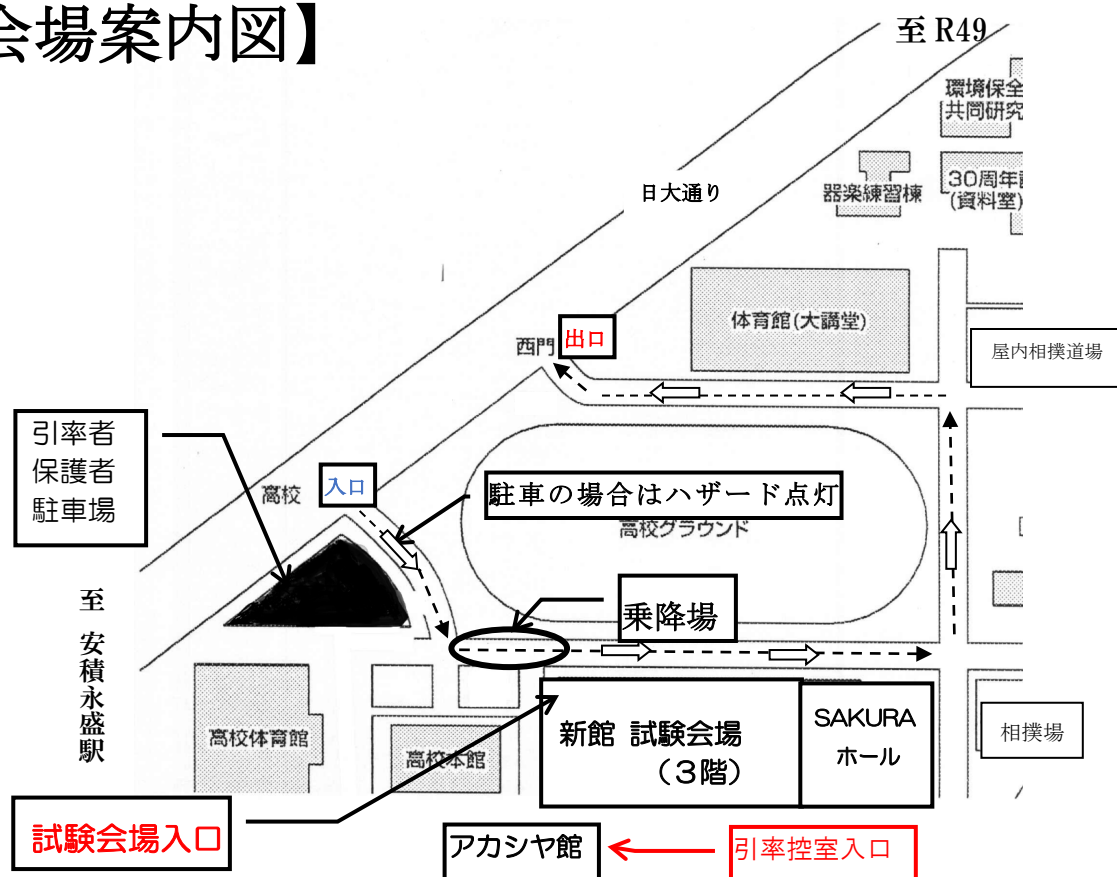 会場案内図】
至 R49
環境保全
共同研究
日大通り
器楽練習棟
30周年
(資料室)
体育館(大講堂)
西門
出口
屋内相撲道場
引率者
保護者
駐車場
高校
入口
駐車の場合はハザード点灯
高校グラウンド
至 安積永盛駅
乗降場
高校体育館
高校本館
新館 試験会場
(3階)
SAKURA
ホール
相撲場
試験会場入口
アカシヤ館
引率控室入口